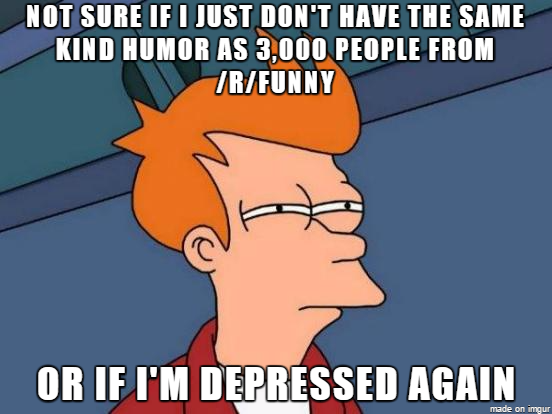 NOT SURE IF I JUST DON'T HAVE THE SAME
KIND HUMOR AS 3,000 PEOPLE FROM
/R/FUNNY
OR IF I'M DEPRESSED AGAIN
made on imgur